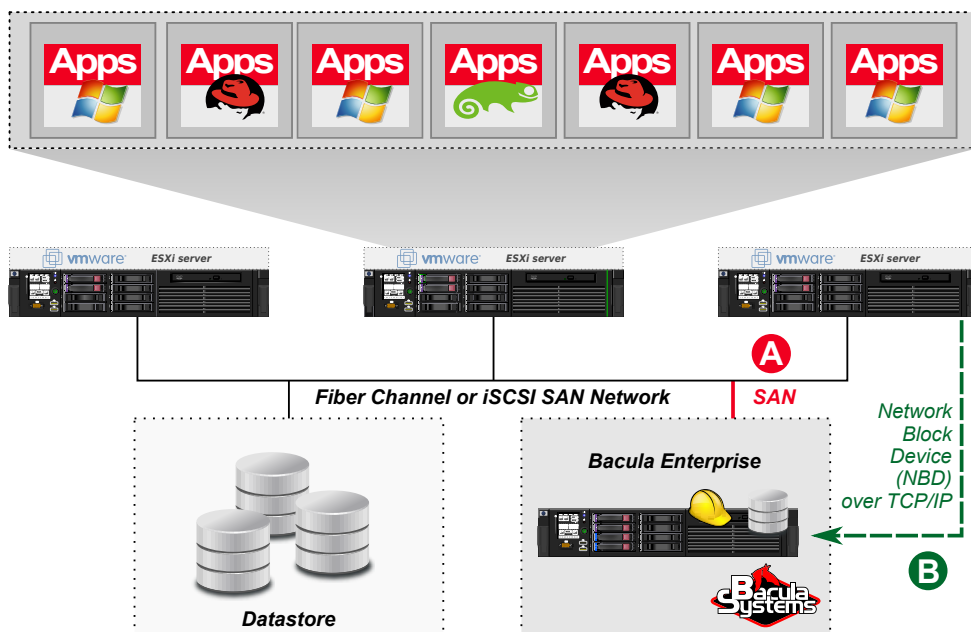 Apps Apps Apps Apps Apps Apps Apps
vmware ESXi server
vmware ESXi server
vmware ESXi server
A
Fiber Channel or iSCSI SAN Network
SAN
Network
Block
Device
(NBD)
over TCP/IP
Bacula Enterprise
B
Bacula
Systems
Datastore